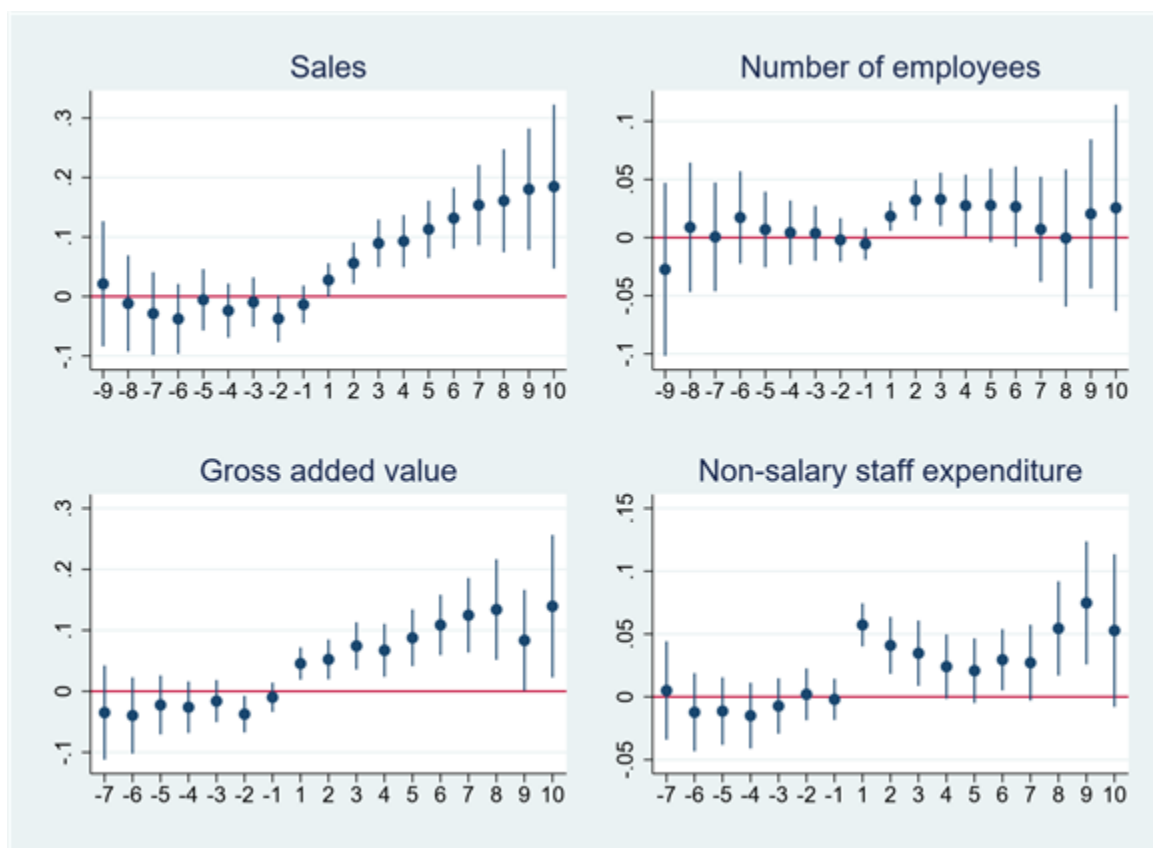 Sales
.3
.2
.1
0
-.1
-9 -8 -7 -6 -5 -4 -3 -2 -1 1 2 3 4 5 6 7 8 9 10
Number of employees
.1
.05
0
-.05
-.1
-9 -8 -7 -6 -5 -4 -3 -2 -1 1 2 3 4 5 6 7 8 9 10
Gross added value
.3
.2
.1
0
-.1
-7 -6 -5 -4 -3 -2 -1 1 2 3 4 5 6 7 8 9 10
Non-salary staff expenditure
.15
.1
.05
0
-.05
-7 -6 -5 -4 -3 -2 -1 1 2 3 4 5 6 7 8 9 10